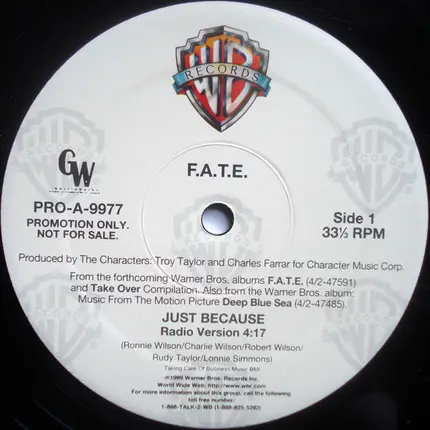 WB
RECORDS
F.A.T.E.
GW
PRO-A-9977
PROMOTION ONLY.
NOT FOR SALE.
Side 1
33⅓ RPM
Produced by The Characters: Troy Taylor and Charles Farrar for Character Music Corp.
From the forthcoming Warner Bros. albums F.A.T.E. (4/2-47591)
and Take Over Compilation. Also from the Warner Bros. album:
Music From The Motion Picture Deep Blue Sea (4/2-47485).
JUST BECAUSE
Radio Version 4:17
(Ronnie Wilson/Charlie Wilson/Robert Wilson/
Rudy Taylor/Lonnie Simmons)
Taking Care Of Business Music BMI
℗1999 Warner Bros. Records Inc.
World Wide Web: http://www.wbr.com
For more information about this group, call the following
toll free number:
1-888-TALK-2-WB (1-888-825-5292)